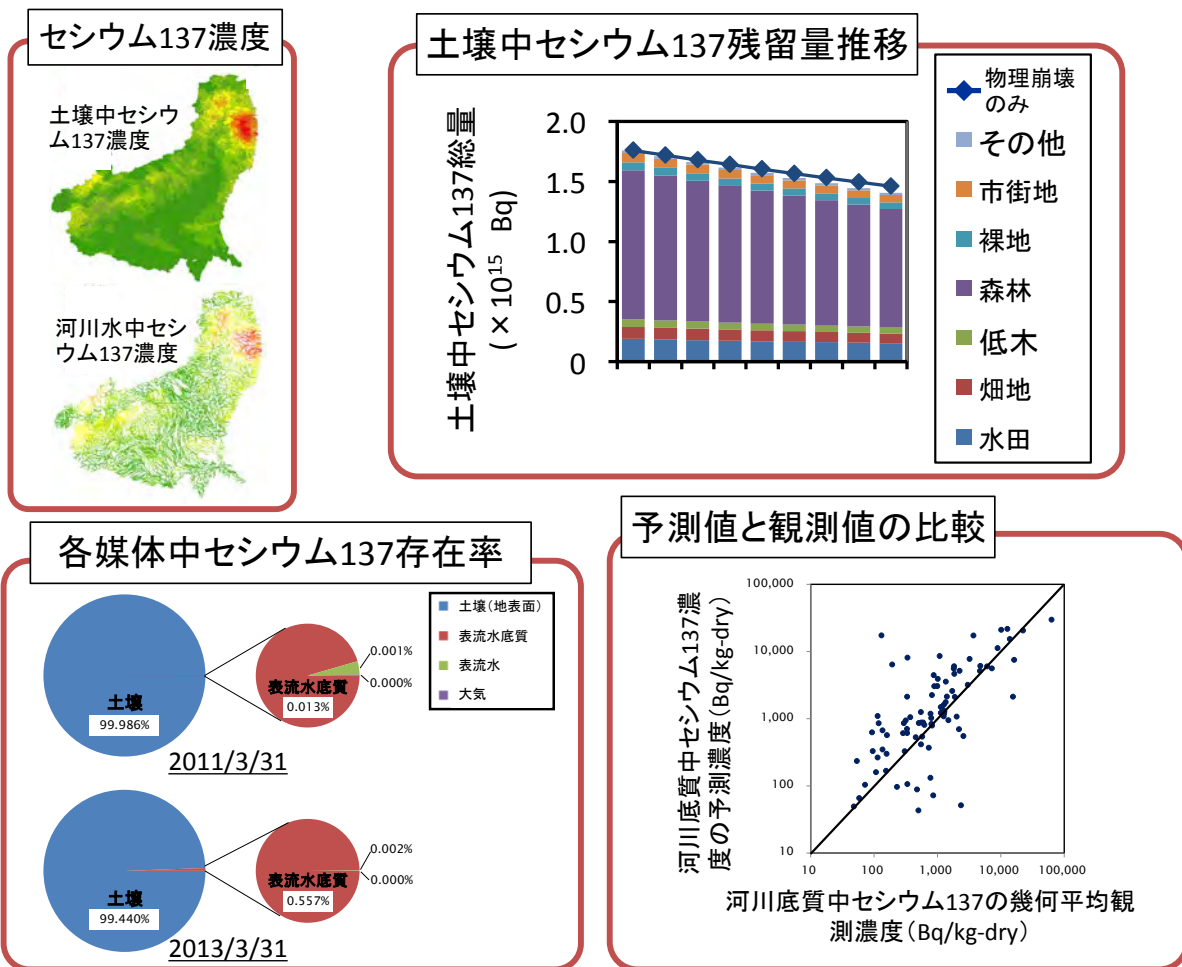 セシウム137濃度
土壌中セシウ
ム137濃度
河川水中セシ
ウム137濃度
土壌中セシウム137残留量推移
土壌中セシウム137総量
(×10¹⁵ Bq)
2.0
1.5
1.0
0.5
0
物理崩壊
のみ
その他
市街地
裸地
森林
低木
畑地
水田
各媒体中セシウム137存在率
土壌(地表面)
表流水底質
表流水
大気
土壌
99.986%
表流水底質
0.013%
0.001%
0.000%
2011/3/31
土壌
99.440%
表流水底質
0.557%
0.002%
0.000%
2013/3/31
予測値と観測値の比較
河川底質中セシウム137濃
度の予測濃度(Bq/kg-dry)
100,000
10,000
1,000
100
10
10 100 1,000 10,000 100,000
河川底質中セシウム137の幾何平均観
測濃度(Bq/kg-dry)